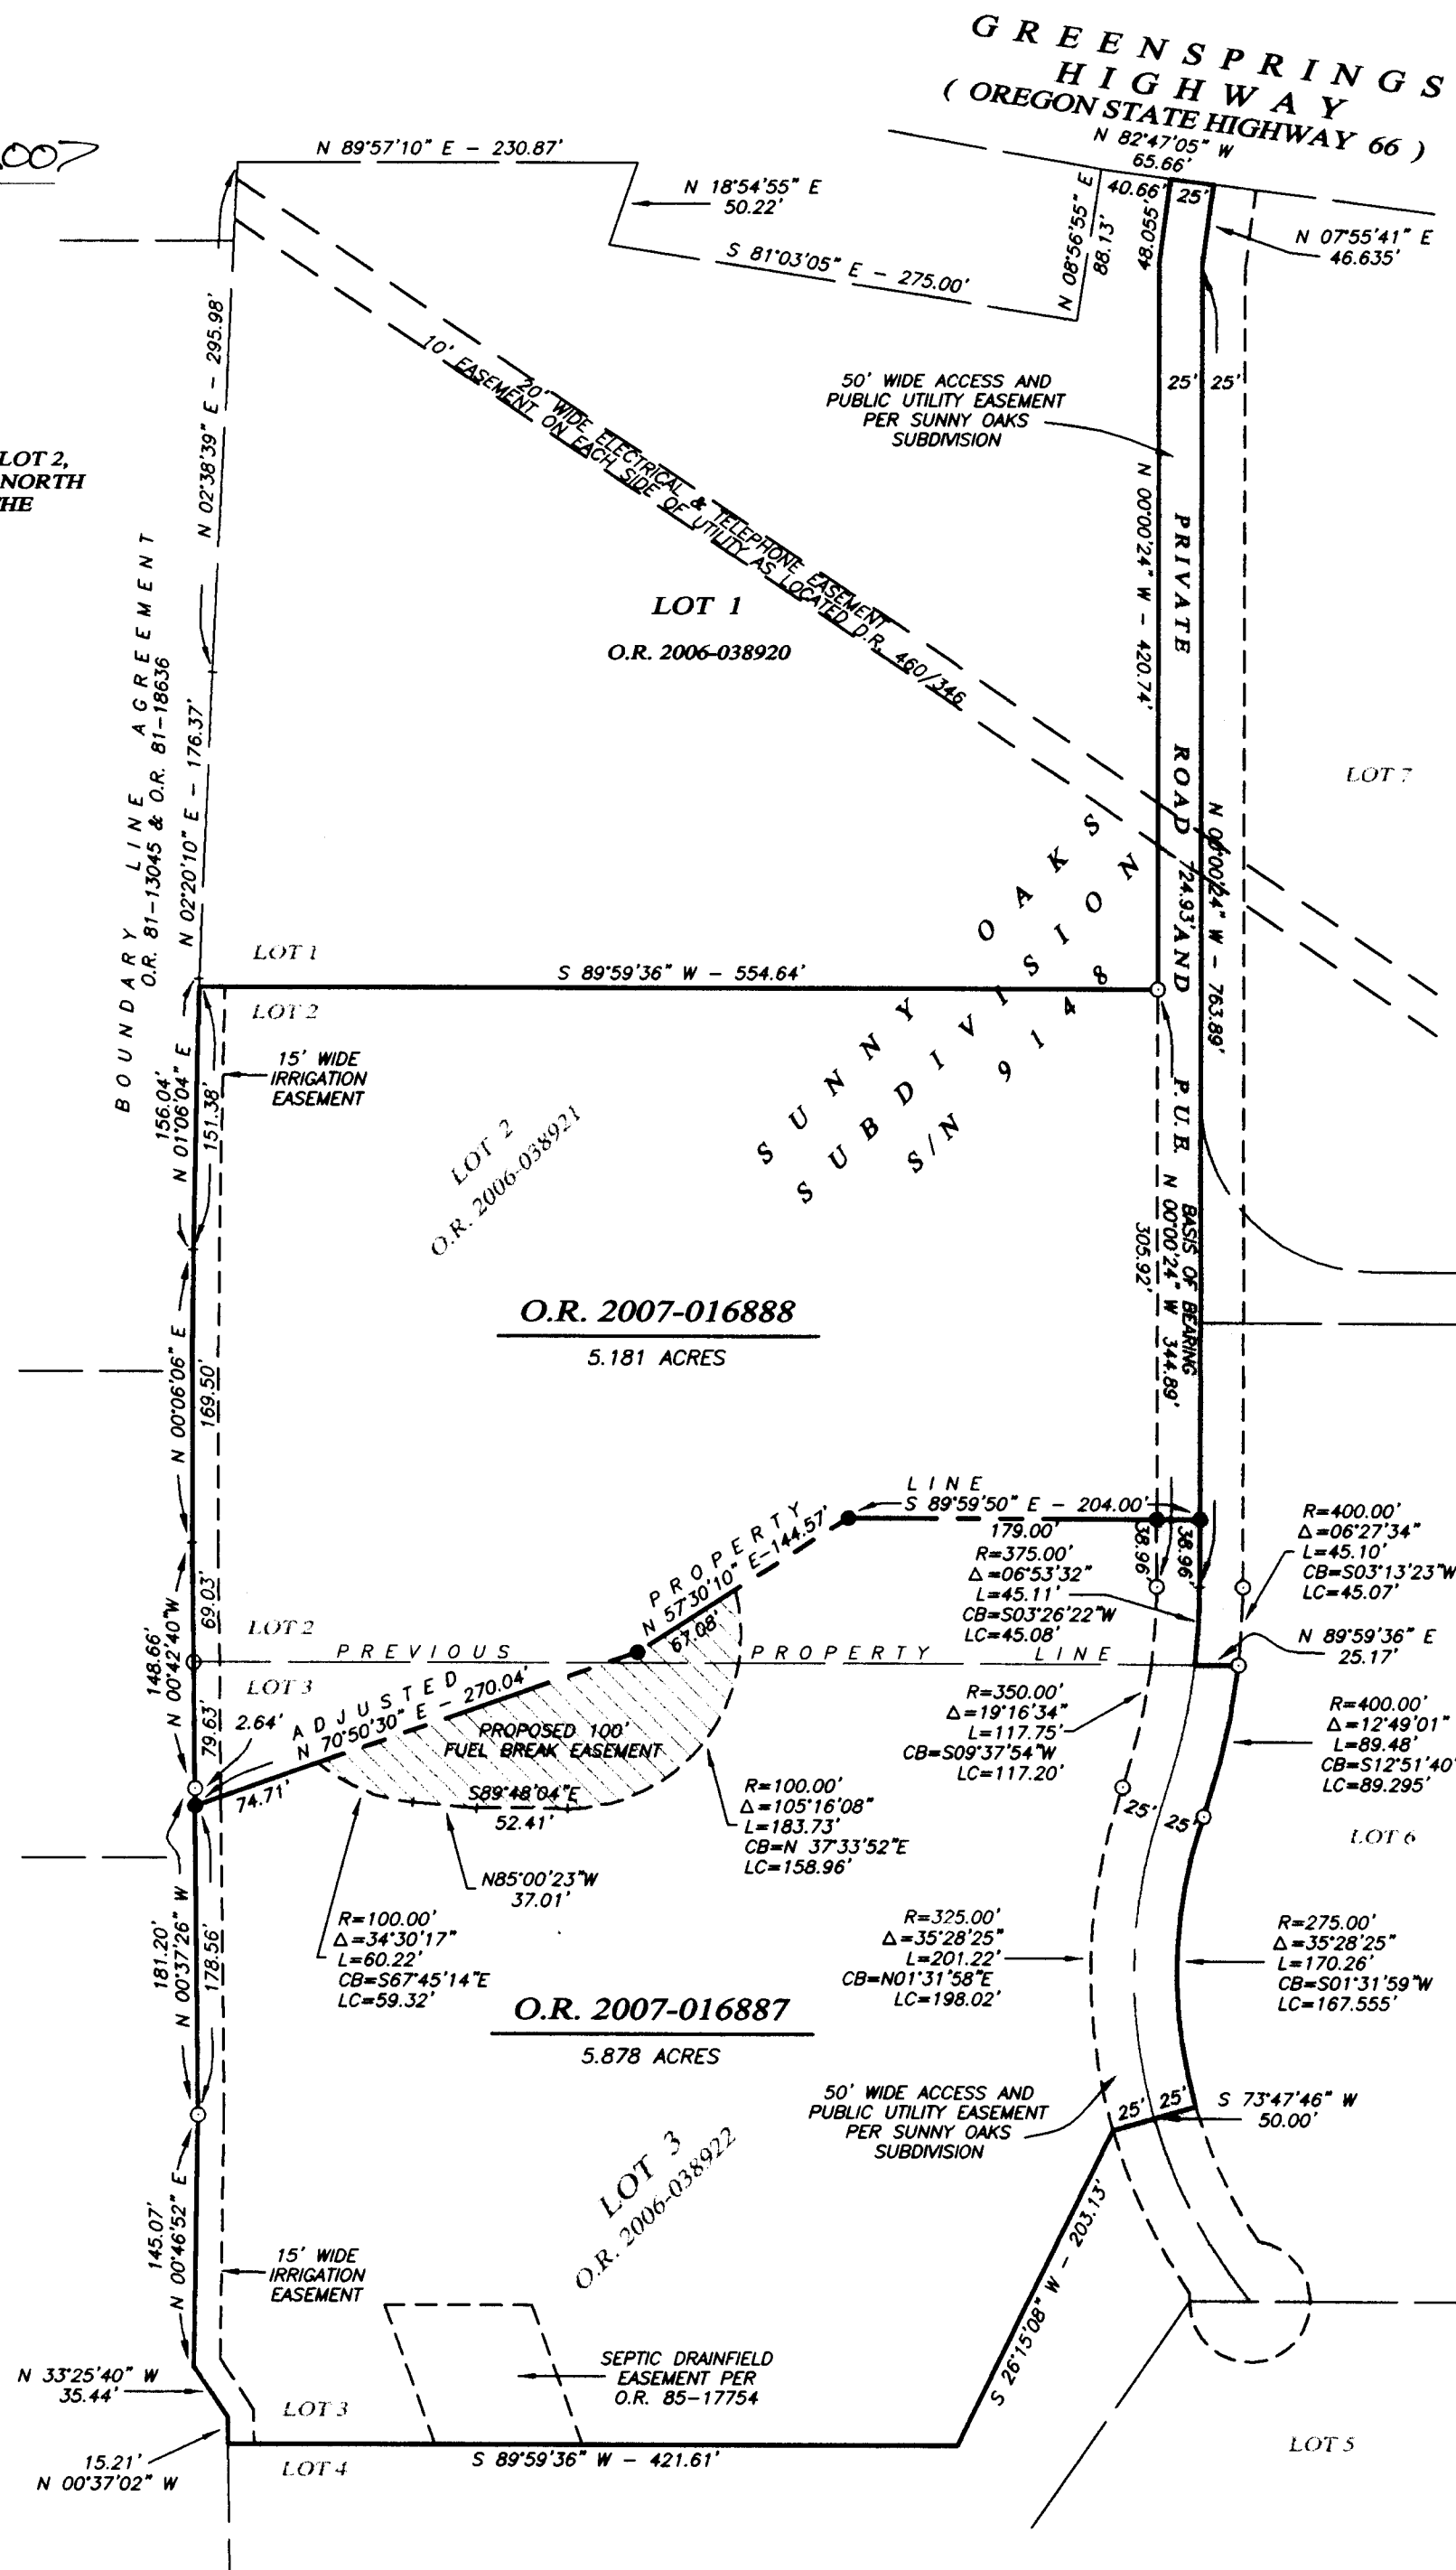 GREENSPRINGS
HIGHWAY
( OREGON STATE HIGHWAY 66 )
N 82°47'05" W
65.66'
40.66'
25'
007
N 89°57'10" E - 230.87'
N 18°54'55" E
50.22'
S 81°03'05" E - 275.00'
N 08°56'55" E
88.13'
48.055'
N 07°55'41" E
46.635'
N 02°38'39" E - 295.98'
10' EASEMENT ON EACH SIDE OF UTILITY AS LOCATED D.R. 460/346
20' WIDE ELECTRICAL & TELEPHONE EASEMENT
50' WIDE ACCESS AND
PUBLIC UTILITY EASEMENT
PER SUNNY OAKS
SUBDIVISION
25'
25'
LOT 2,
NORTH
THE
LOT 1
O.R. 2006-038920
N 00°00'24" W - 420.74'
PRIVATE ROAD AND P.U.E.
724.93'
N 00°00'24" W - 763.89'
LOT 7
BOUNDARY LINE AGREEMENT
O.R. 81-13045 & O.R. 81-18636
N 02°20'10" E - 176.37'
SUNNY OAKS
SUBDIVISION
S/N 9148
LOT 1
S 89°59'36" W - 554.64'
LOT 2
15' WIDE
IRRIGATION
EASEMENT
156.04'
N 01°06'04" E
151.38'
LOT 2
O.R. 2006-038921
BASIS OF BEARING
N 00°00'24" W 344.89'
305.92'
O.R. 2007-016888
5.181 ACRES
N 00°06'06" E
169.50'
ADJUSTED PROPERTY LINE
S 89°59'50" E - 204.00'
179.00'
38.96'
38.96'
R=400.00'
Δ=06°27'34"
L=45.10'
CB=S03°13'23"W
LC=45.07'
R=375.00'
Δ=06°53'32"
L=45.11'
CB=S03°26'22"W
LC=45.08'
N 57°30'10" E-144.57'
67.08'
148.66'
N 00°42'40"W
69.03'
LOT 2
PREVIOUS PROPERTY LINE
N 89°59'36" E
25.17'
LOT 3
79.63'
2.64'
N 70°50'30" E - 270.04'
74.71'
PROPOSED 100'
FUEL BREAK EASEMENT
S89°48'04"E
52.41'
R=350.00'
Δ=19°16'34"
L=117.75'
CB=S09°37'54"W
LC=117.20'
R=400.00'
Δ=12°49'01"
L=89.48'
CB=S12°51'40"
LC=89.295'
25'
25'
R=100.00'
Δ=105°16'08"
L=183.73'
CB=N 37°33'52"E
LC=158.96'
LOT 6
N85°00'23"W
37.01'
R=100.00'
Δ=34°30'17"
L=60.22'
CB=S67°45'14"E
LC=59.32'
181.20'
N 00°37'26" W
178.56'
R=325.00'
Δ=35°28'25"
L=201.22'
CB=N01°31'58"E
LC=198.02'
R=275.00'
Δ=35°28'25"
L=170.26'
CB=S01°31'59"W
LC=167.555'
O.R. 2007-016887
5.878 ACRES
50' WIDE ACCESS AND
PUBLIC UTILITY EASEMENT
PER SUNNY OAKS
SUBDIVISION
25'
25'
S 73°47'46" W
50.00'
LOT 3
O.R. 2006-038922
145.07'
N 00°46'52" E
15' WIDE
IRRIGATION
EASEMENT
S 26°15'08" W - 203.13'
SEPTIC DRAINFIELD
EASEMENT PER
O.R. 85-17754
N 33°25'40" W
35.44'
LOT 3
15.21'
N 00°37'02" W
LOT 4
S 89°59'36" W - 421.61'
LOT 5